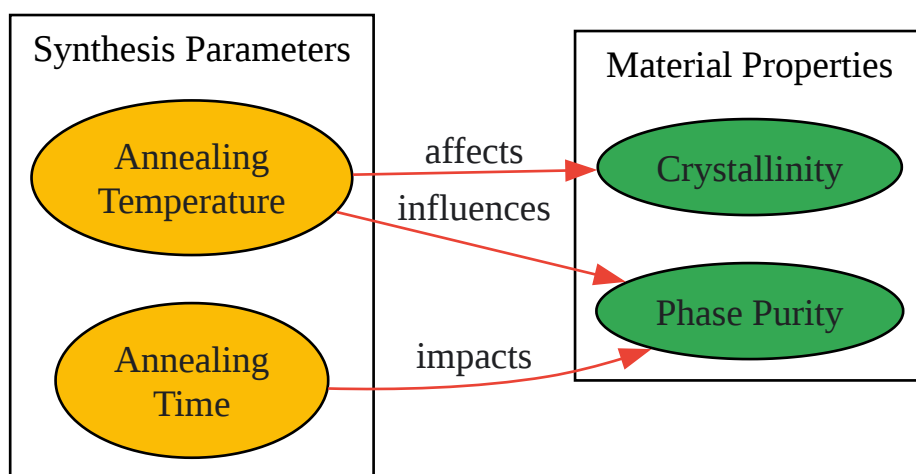 Synthesis Parameters
Material Properties
Annealing
Temperature
affects
Crystallinity
influences
Annealing
Time
impacts
Phase Purity